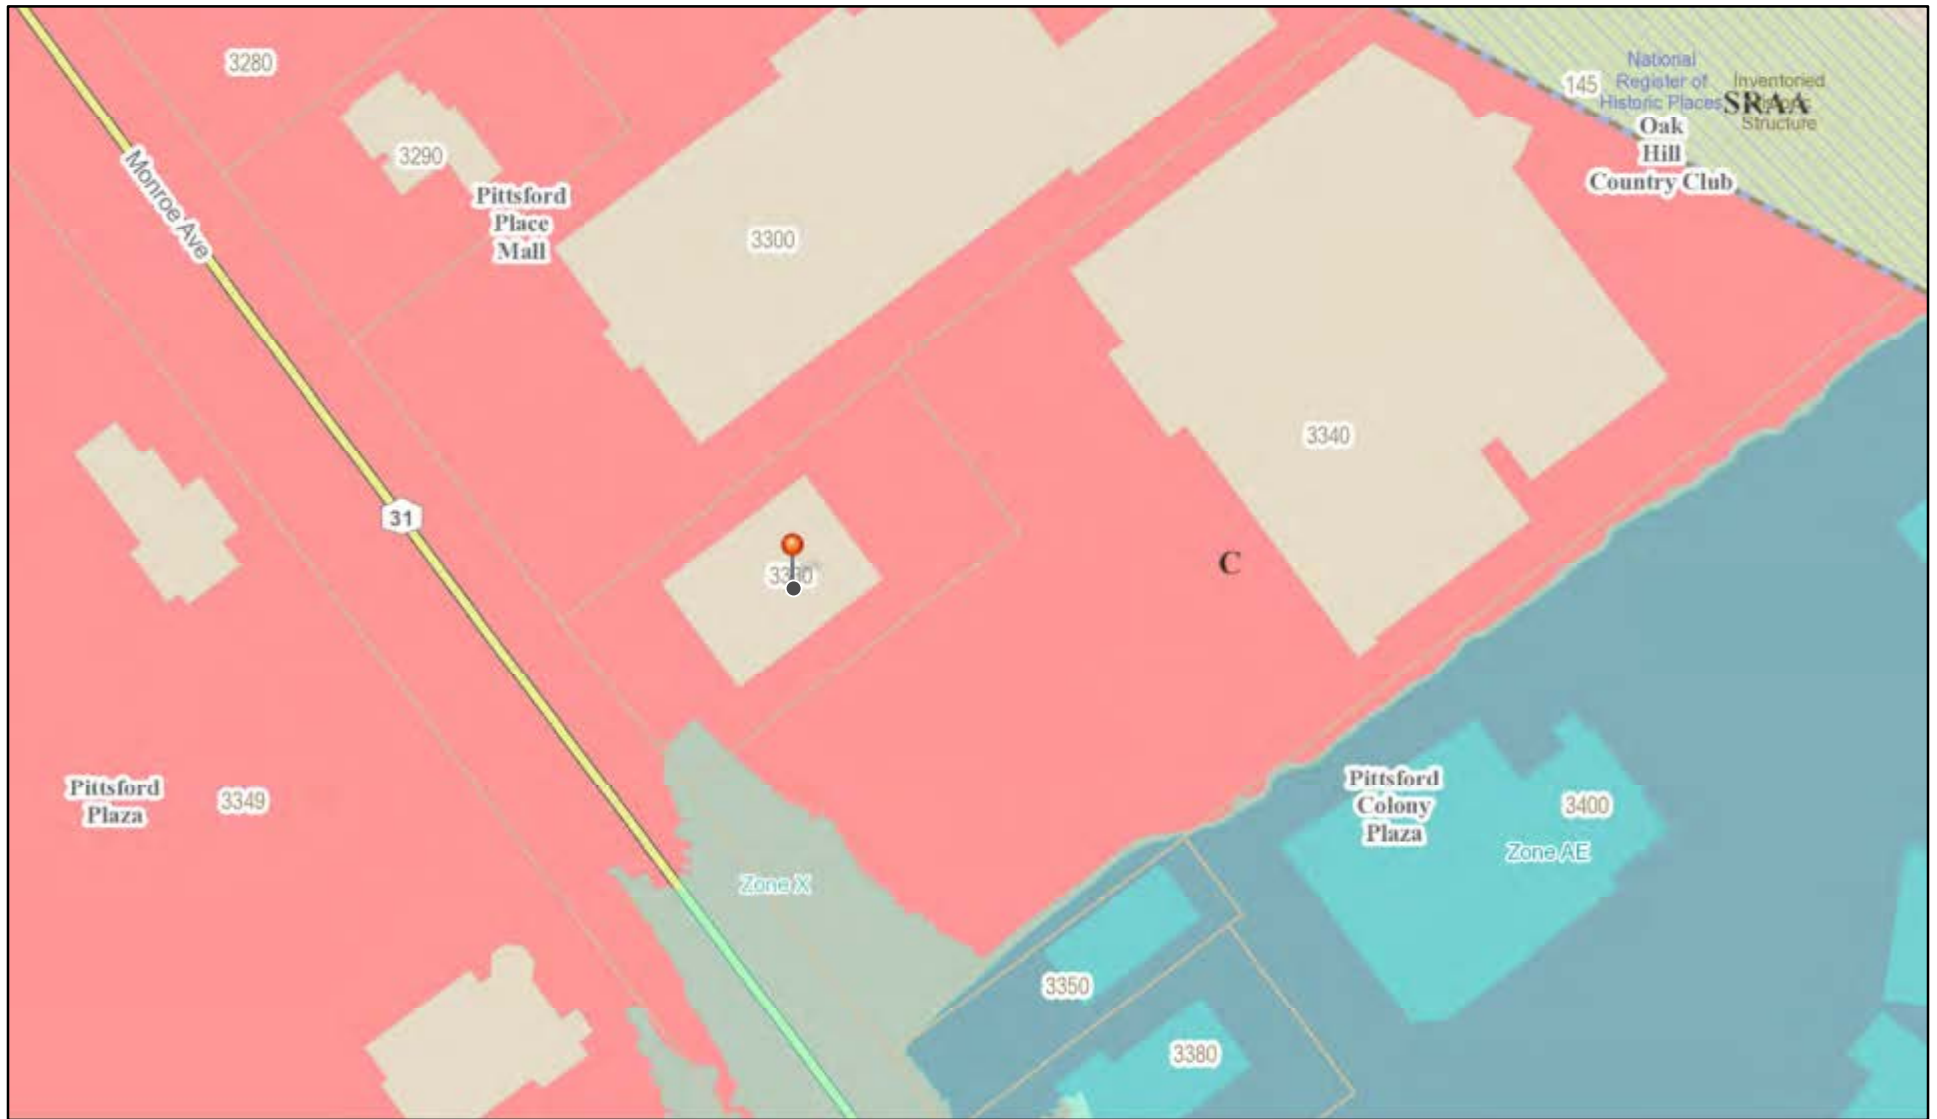 3280
National
Register of
Historic Places
145
Inventoried
Structure
SRAA
Oak
Hill
Country Club
Monroe Ave
3290
Pittsford
Place
Mall
3300
3340
31
C
Pittsford
Plaza
3349
Pittsford
Colony
Plaza
3400
Zone AE
Zone X
3350
3380